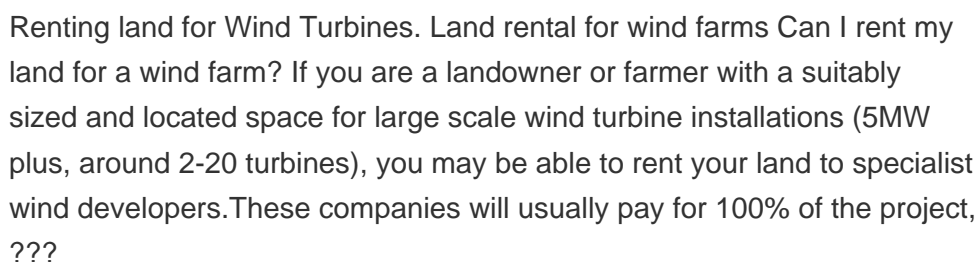 Renting land for Wind Turbines. Land rental for wind farms Can I rent my
land for a wind farm? If you are a landowner or farmer with a suitably
sized and located space for large scale wind turbine installations (5MW
plus, around 2-20 turbines), you may be able to rent your land to specialist
wind developers.These companies will usually pay for 100% of the project,
???